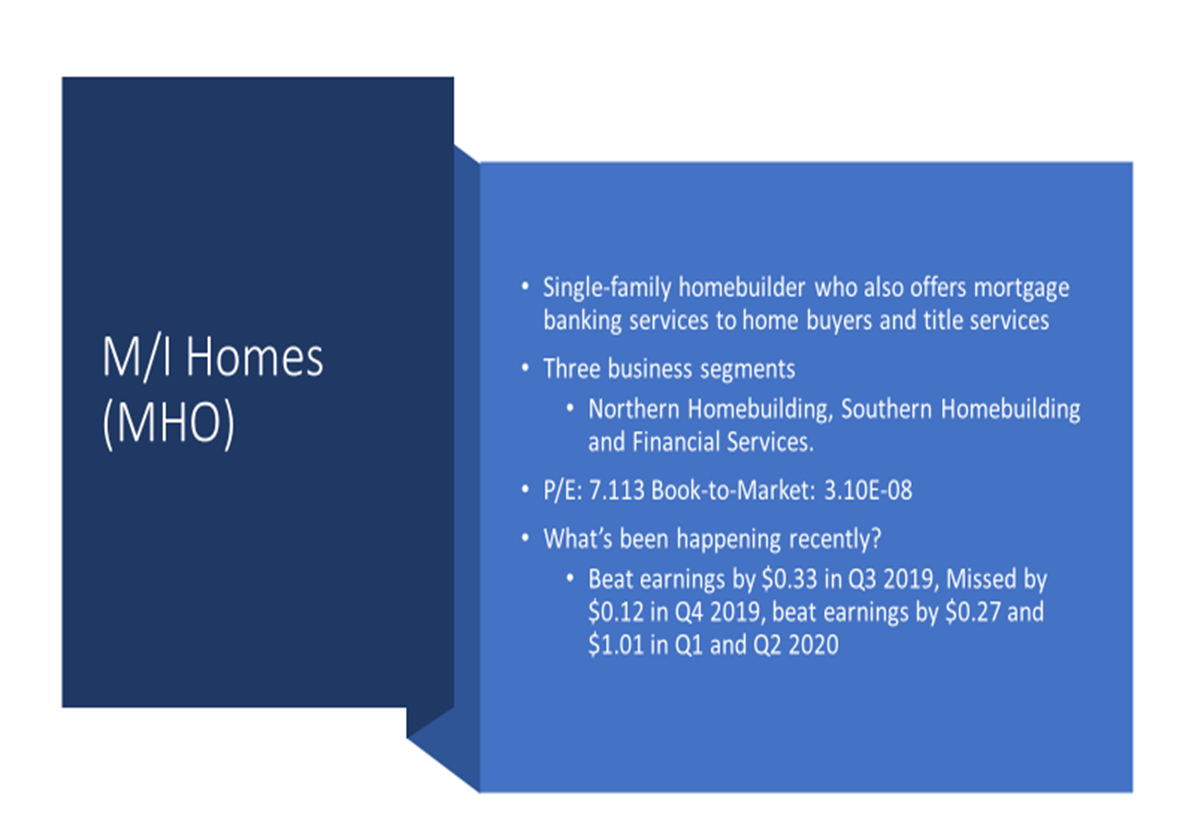 M/I Homes
(MHO)
• Single-family homebuilder who also offers mortgage
banking services to home buyers and title services
• Three business segments
• Northern Homebuilding, Southern Homebuilding
and Financial Services.
• P/E: 7.113 Book-to-Market: 3.10E-08
• What's been happening recently?
• Beat earnings by $0.33 in Q3 2019, Missed by
$0.12 in Q4 2019, beat earnings by $0.27 and
$1.01 in Q1 and Q2 2020